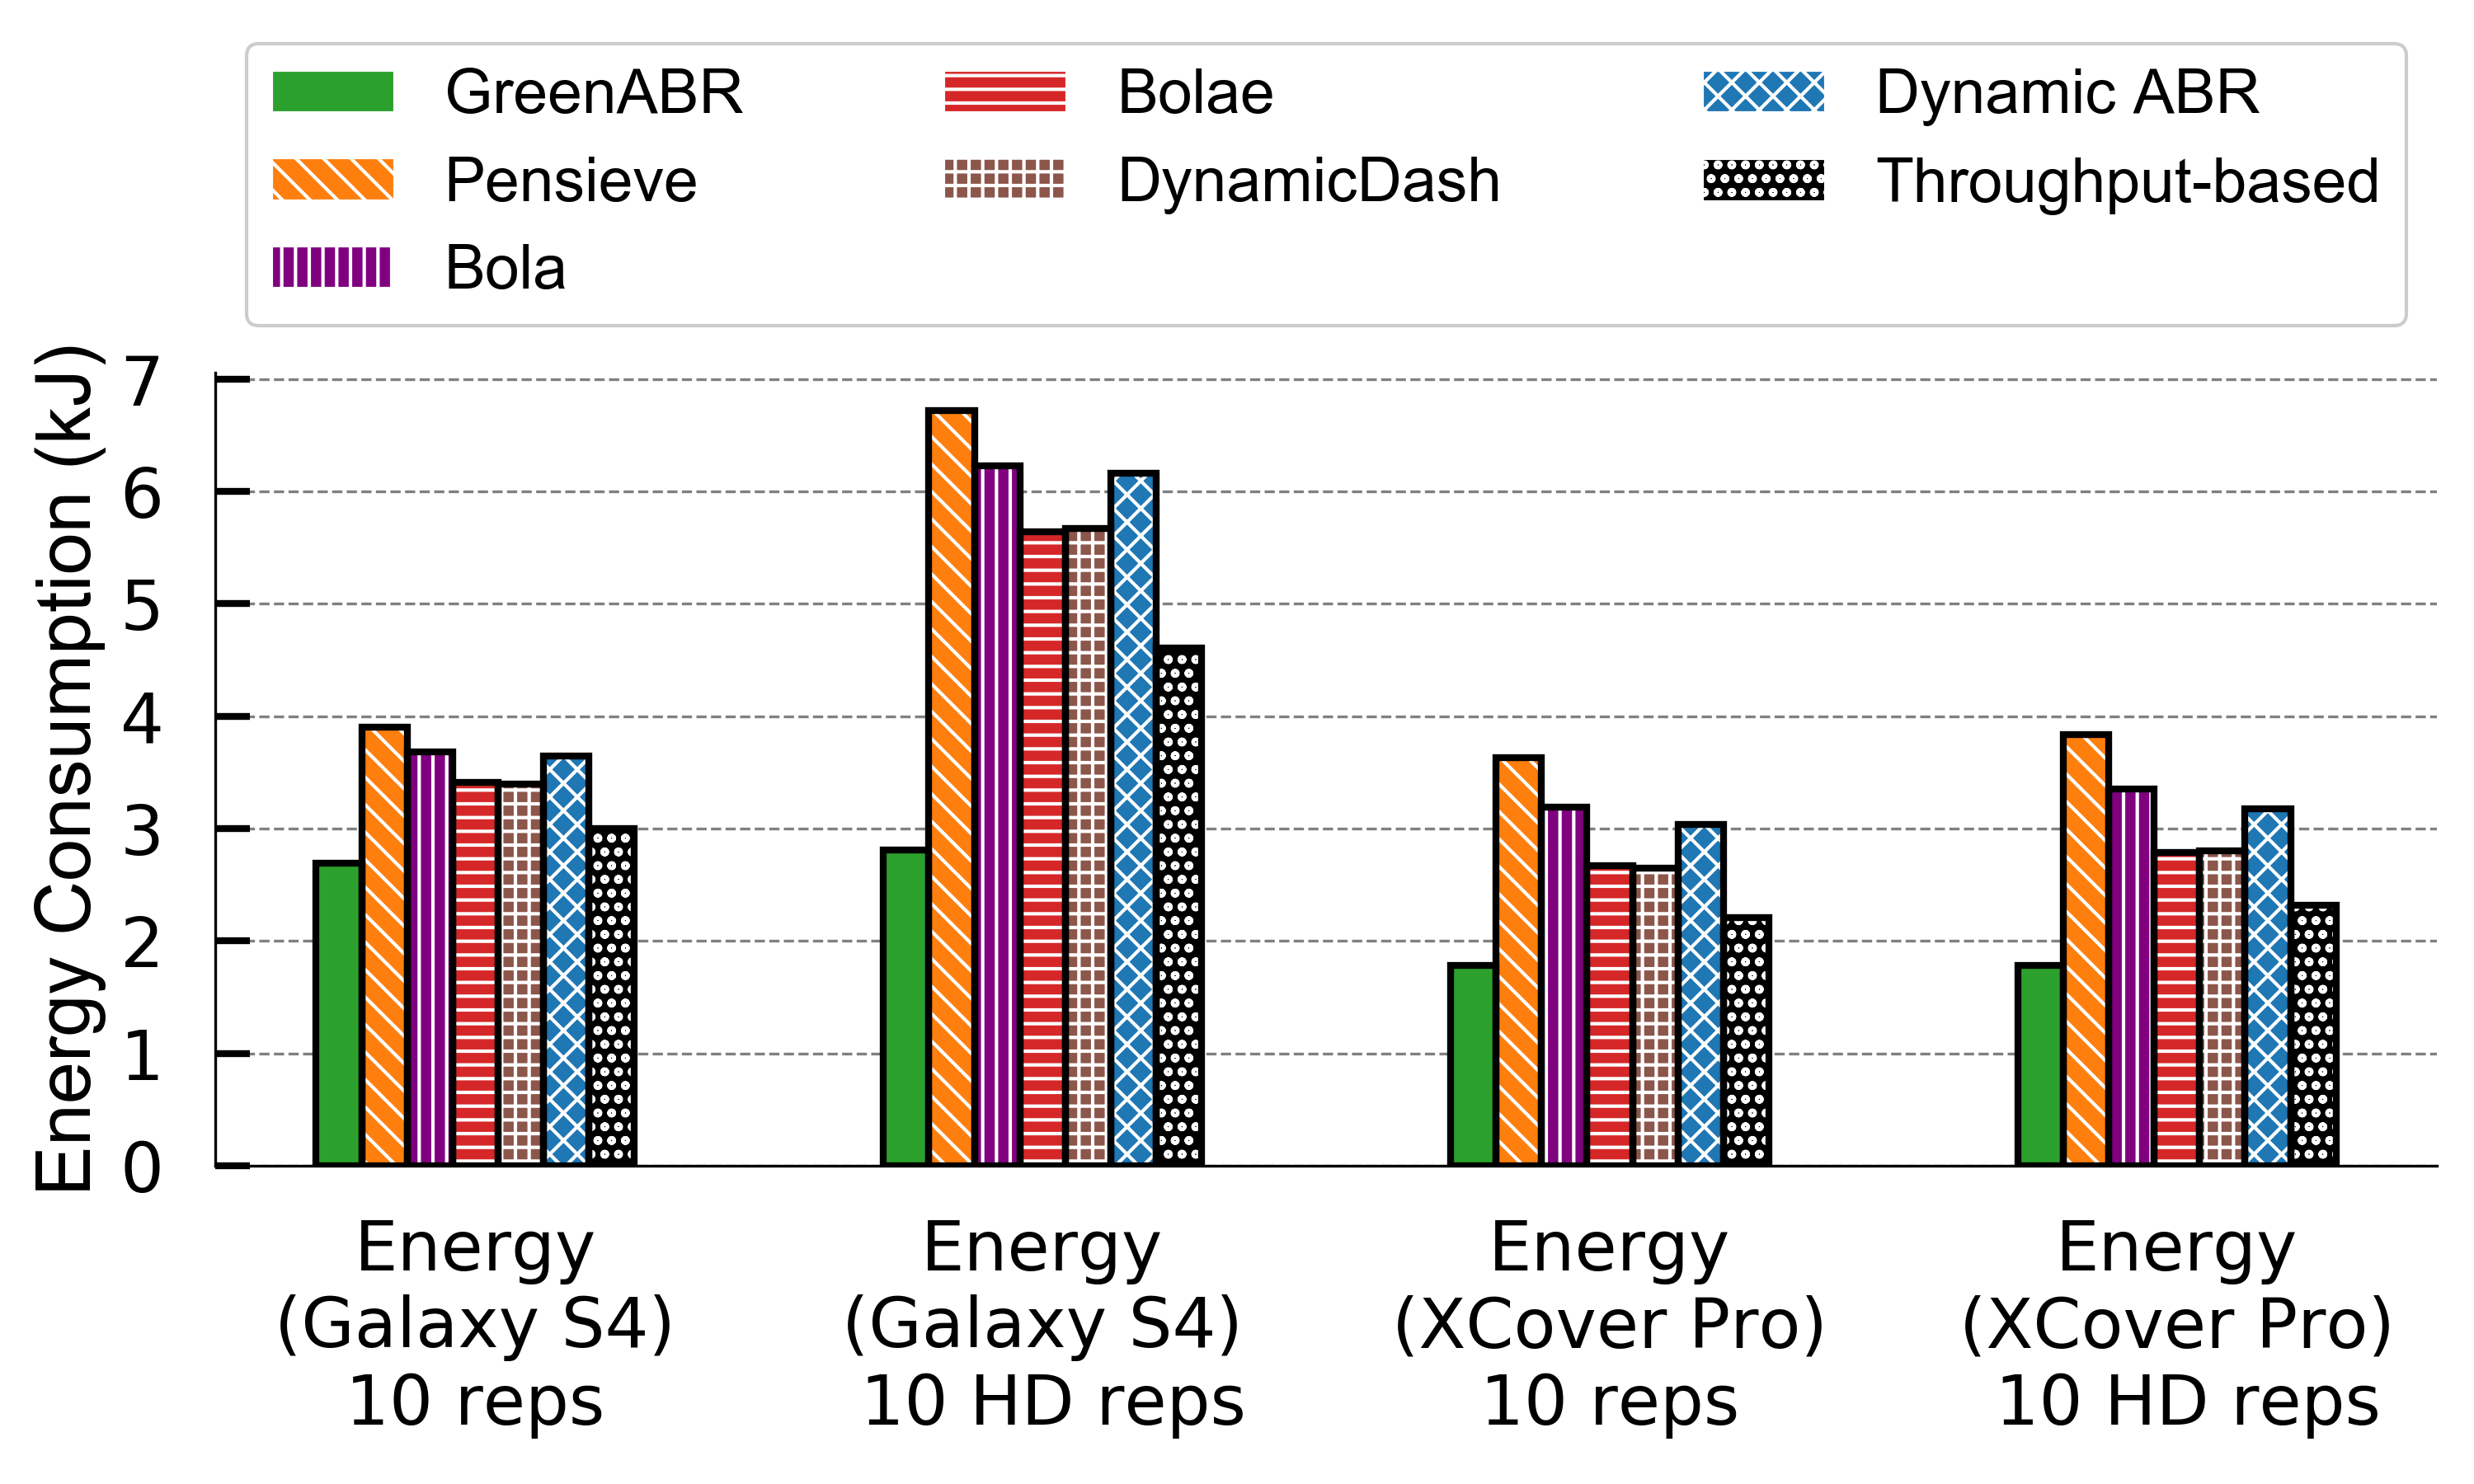 GreenABR
Pensieve
Bola
Bolae
DynamicDash
Dynamic ABR
Throughput-based
Energy Consumption (kJ)
7
6
5
4
3
2
1
0
Energy
(Galaxy S4)
10 reps
Energy
(Galaxy S4)
10 HD reps
Energy
(XCover Pro)
10 reps
Energy
(XCover Pro)
10 HD reps